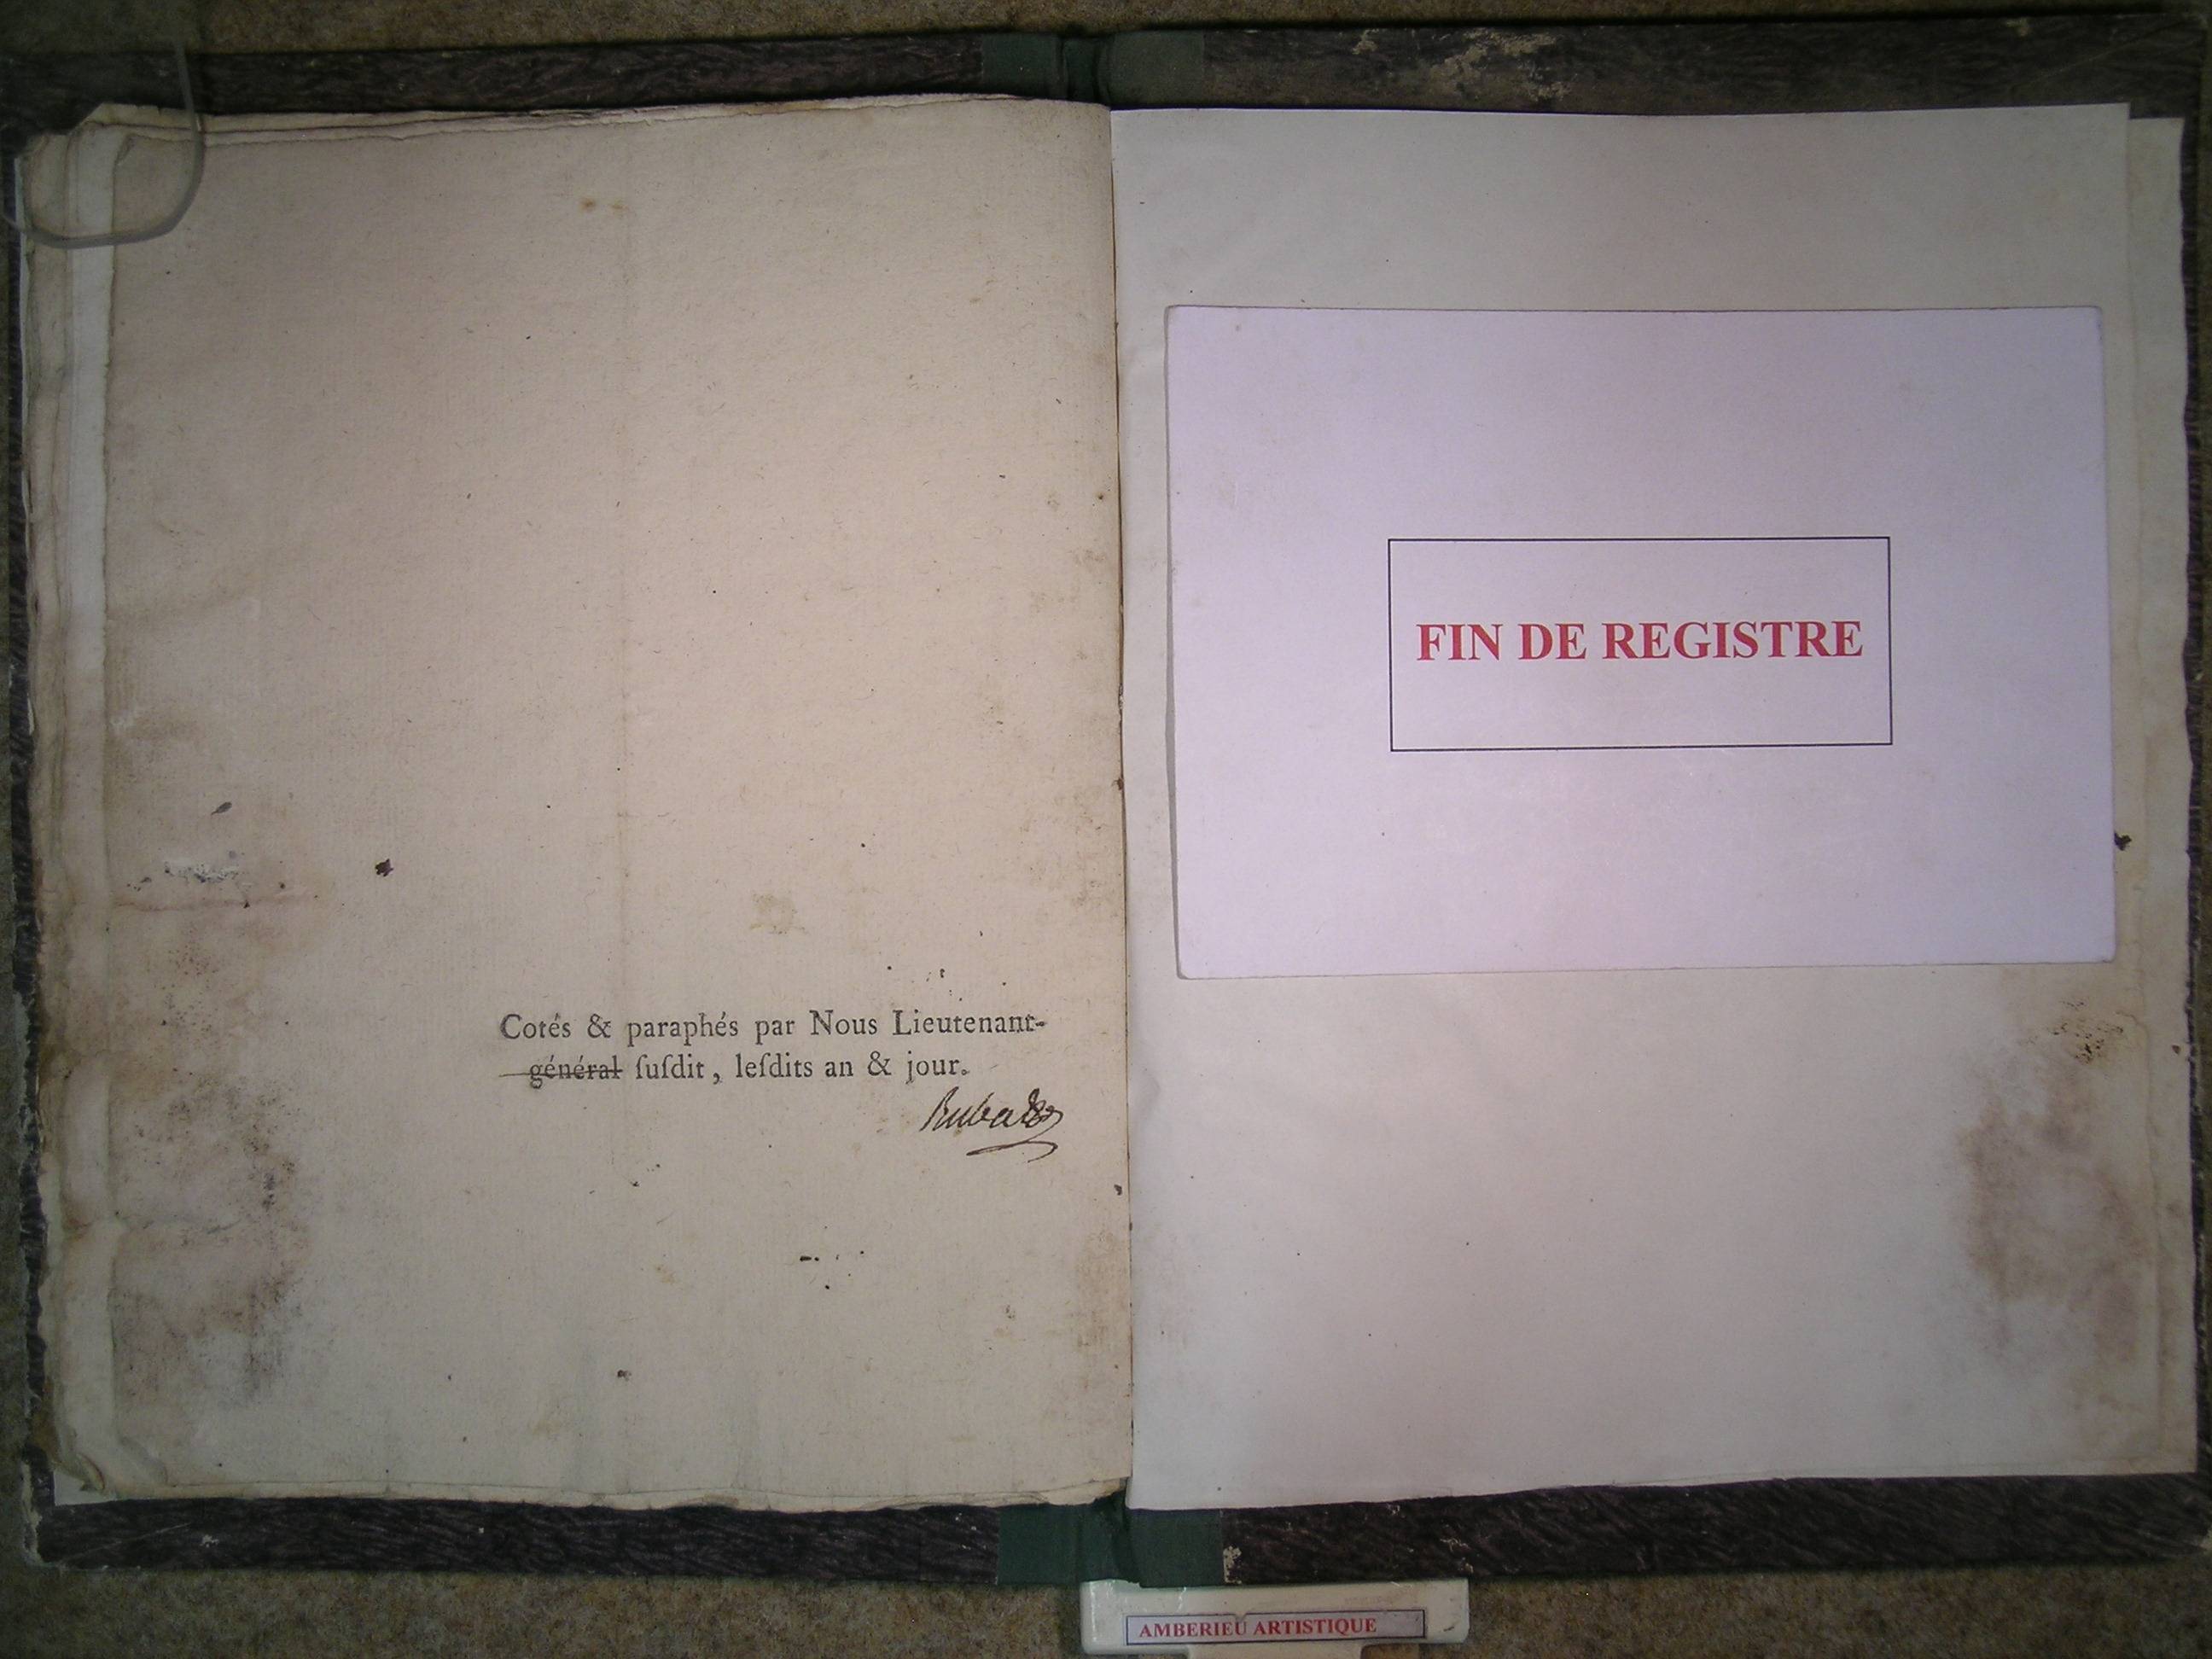 Cotés & paraphés par Nous Lieutenant-
général ſuſdit, leſdits an & jour.
FIN DE REGISTRE
AMBERIEU ARTISTIQUE